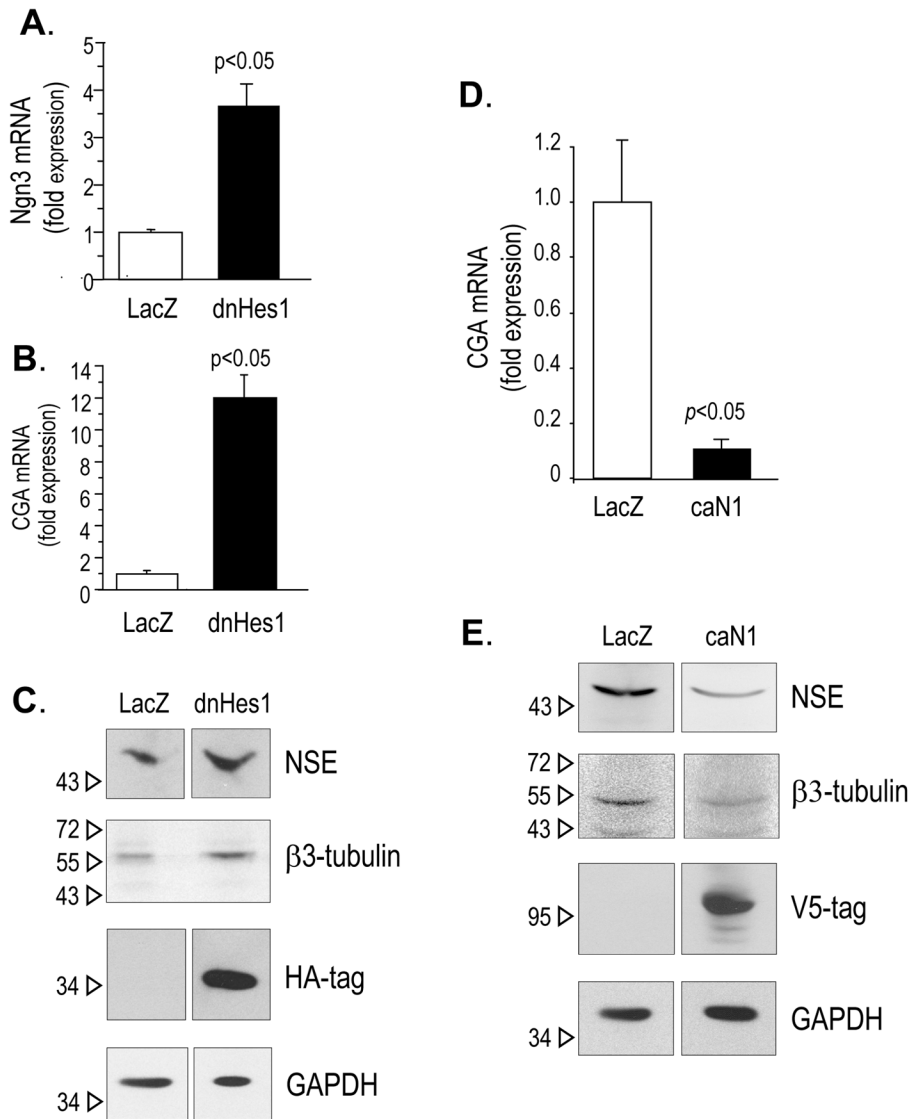 A.
5
4
3
2
1
0
Ngn3 mRNA
(fold expression)
p<0.05
LacZ dnHes1
B.
14
12
10
8
6
4
2
0
CGA mRNA
(fold expression)
p<0.05
LacZ dnHes1
C.
LacZ dnHes1
43 NSE
72
55 β3-tubulin
43
34 HA-tag
34 GAPDH
D.
1.2
1.0
0.8
0.6
0.4
0.2
0
CGA mRNA
(fold expression)
p<0.05
LacZ caN1
E.
LacZ caN1
43 NSE
72
55 β3-tubulin
43
95 V5-tag
34 GAPDH